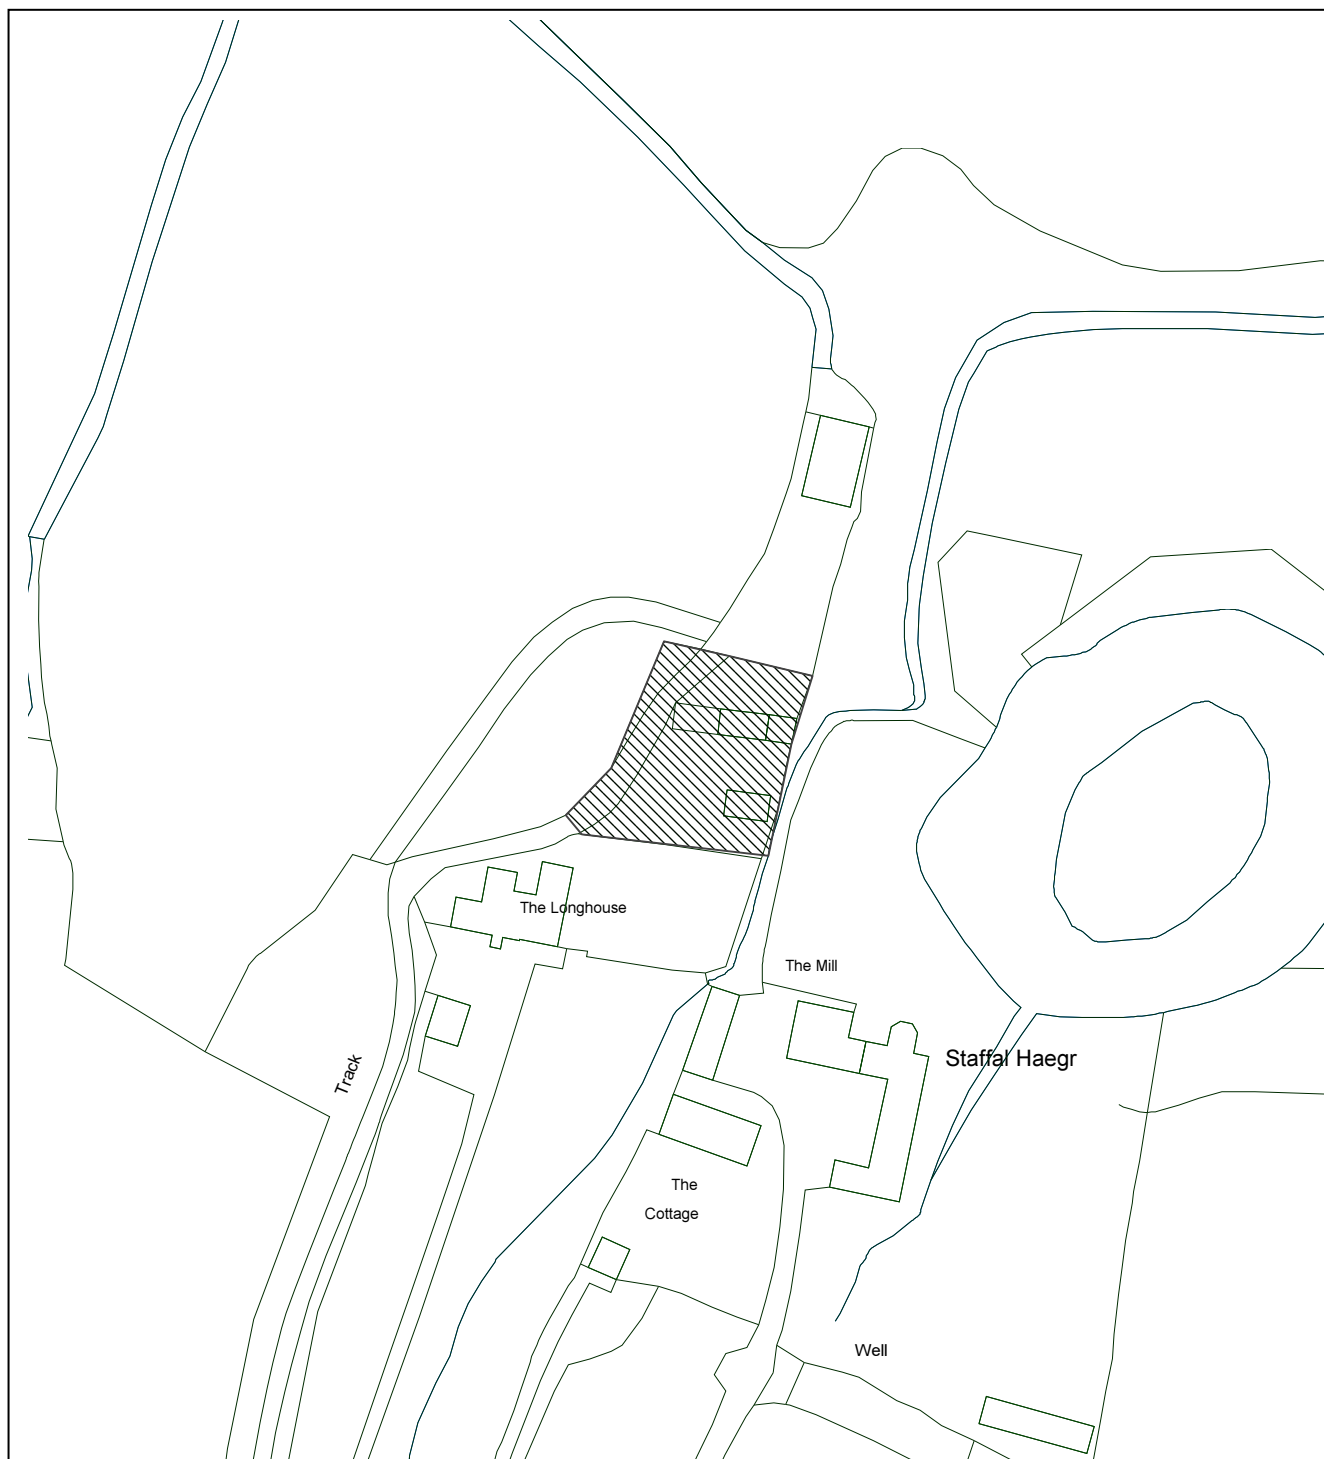 The Longhouse
The Mill
Staffal Haegr
Track
The
Cottage
Well